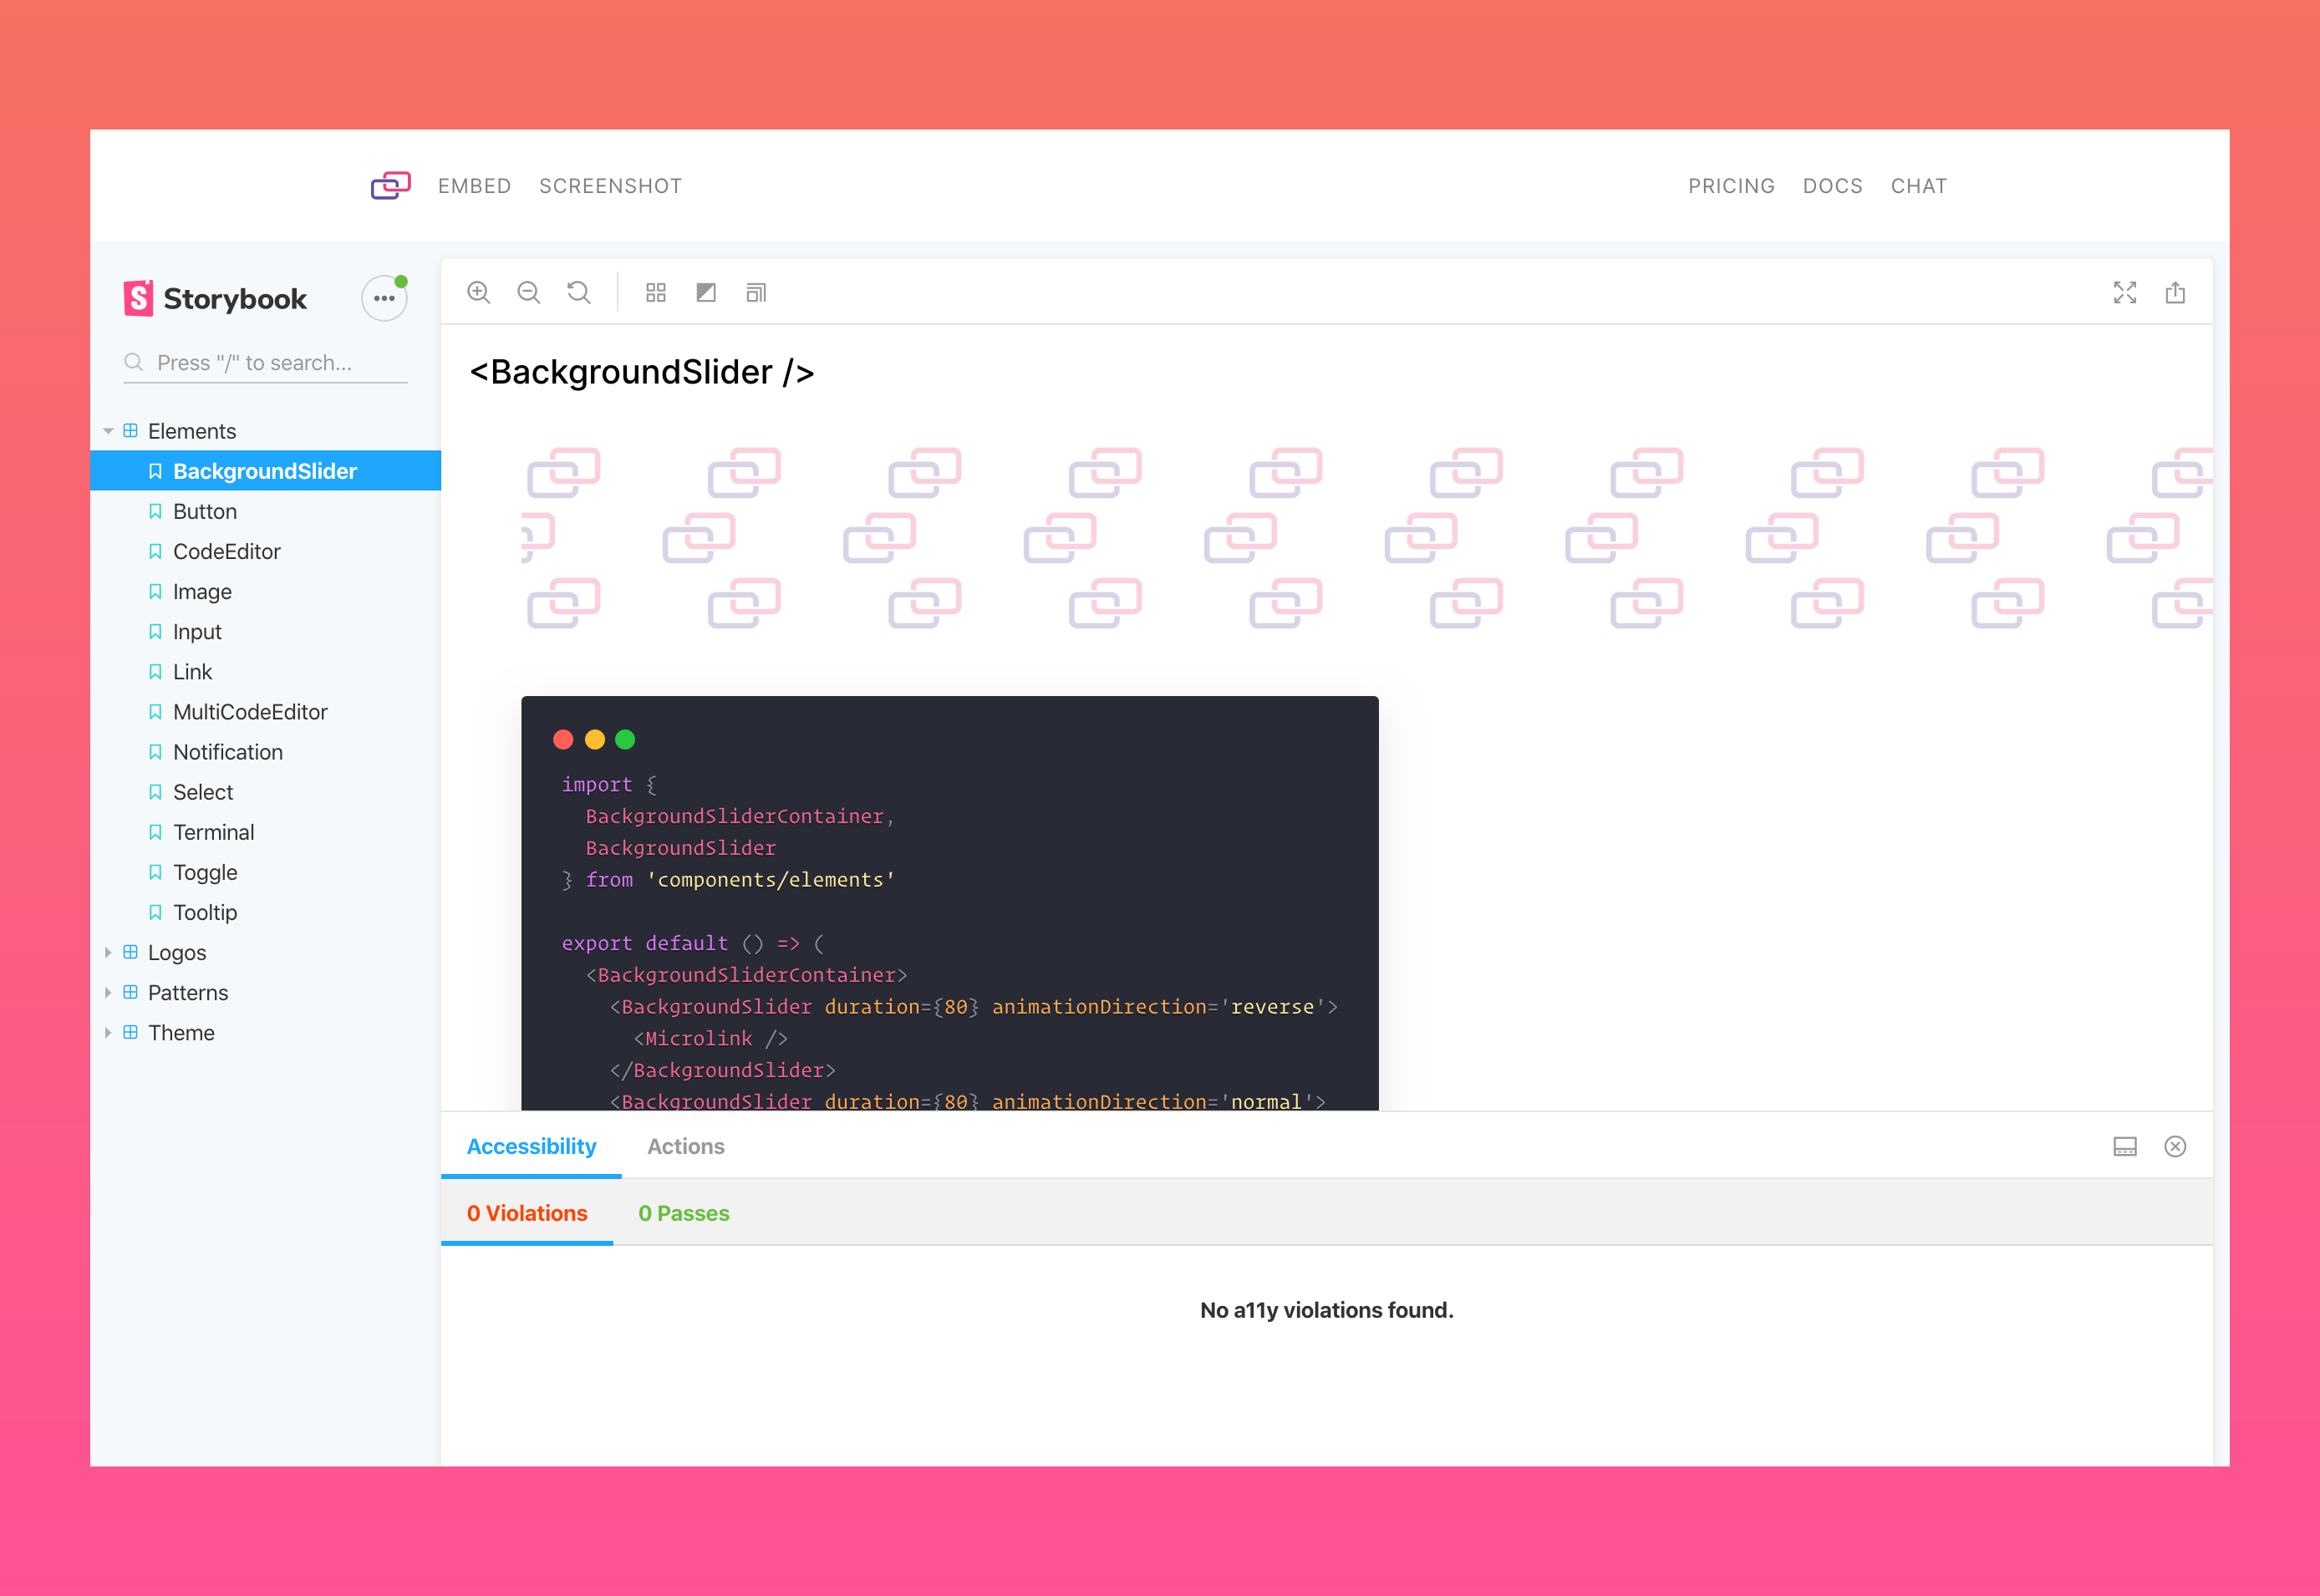 EMBED SCREENSHOT PRICING DOCS CHAT
Storybook
Press "/" to search...
Elements
BackgroundSlider
Button
CodeEditor
Image
Input
Link
MultiCodeEditor
Notification
Select
Terminal
Toggle
Tooltip
Logos
Patterns
Theme
<BackgroundSlider />
import {
  BackgroundSliderContainer,
  BackgroundSlider
} from 'components/elements'
export default () => (
  <BackgroundSliderContainer>
    <BackgroundSlider duration={80} animationDirection='reverse'>
      <Microlink />
    </BackgroundSlider>
    <BackgroundSlider duration={80} animationDirection='normal'>
Accessibility Actions
0 Violations 0 Passes
No a11y violations found.